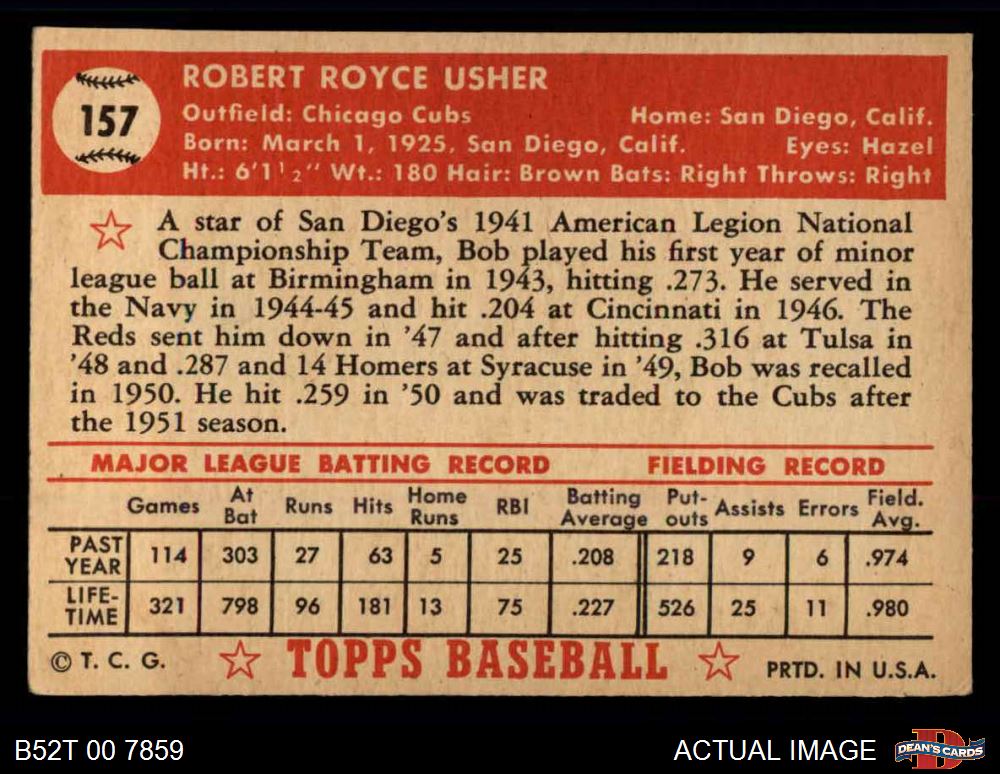 157
ROBERT ROYCE USHER
Outfield: Chicago Cubs Home: San Diego, Calif.
Born: March 1, 1925, San Diego, Calif. Eyes: Hazel
Ht.: 6'1 1/2" Wt.: 180 Hair: Brown Bats: Right Throws: Right
A star of San Diego's 1941 American Legion National
Championship Team, Bob played his first year of minor
league ball at Birmingham in 1943, hitting .273. He served in
the Navy in 1944-45 and hit .204 at Cincinnati in 1946. The
Reds sent him down in '47 and after hitting .316 at Tulsa in
'48 and .287 and 14 Homers at Syracuse in '49, Bob was recalled
in 1950. He hit .259 in '50 and was traded to the Cubs after
the 1951 season.
MAJOR LEAGUE BATTING RECORD FIELDING RECORD
Games At Bat Runs Hits Home Runs RBI Batting Average Put-outs Assists Errors Field. Avg.
PAST YEAR 114 303 27 63 5 25 .208 218 9 6 .974
LIFE-TIME 321 798 96 181 13 75 .227 526 25 11 .980
© T. C. G. TOPPS BASEBALL PRTD. IN U.S.A.
B52T 00 7859 ACTUAL IMAGE DEAN'S CARDS